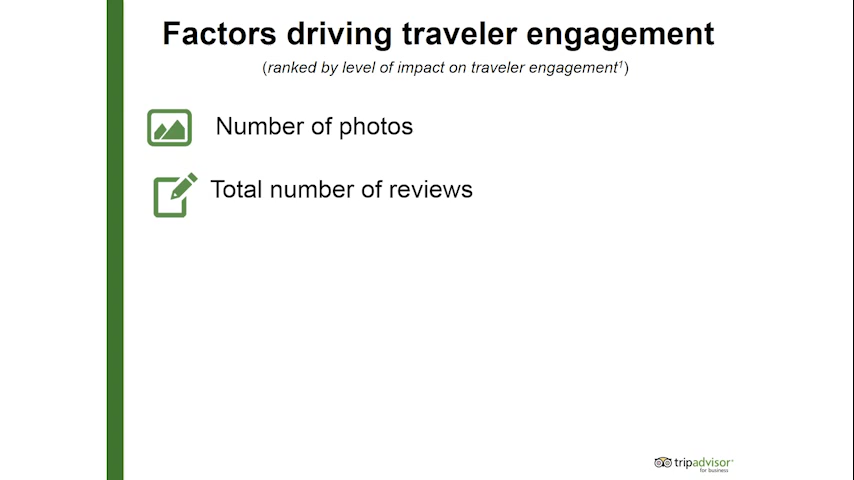 Factors driving traveler engagement
(ranked by level of impact on traveler engagement¹)
Number of photos
Total number of reviews
tripadvisor®
for business